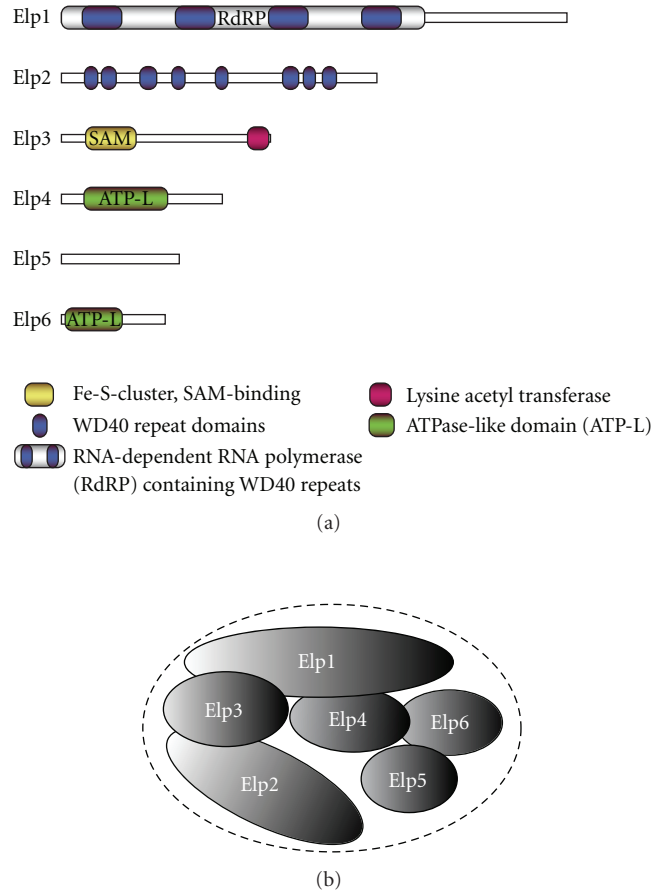 Elp1
RdRP
Elp2
Elp3
SAM
Elp4
ATP-L
Elp5
Elp6
ATP-L
Fe-S-cluster, SAM-binding
WD40 repeat domains
RNA-dependent RNA polymerase
(RdRP) containing WD40 repeats
Lysine acetyl transferase
ATPase-like domain (ATP-L)
(a)
Elp1
Elp3
Elp4
Elp6
Elp2
Elp5
(b)